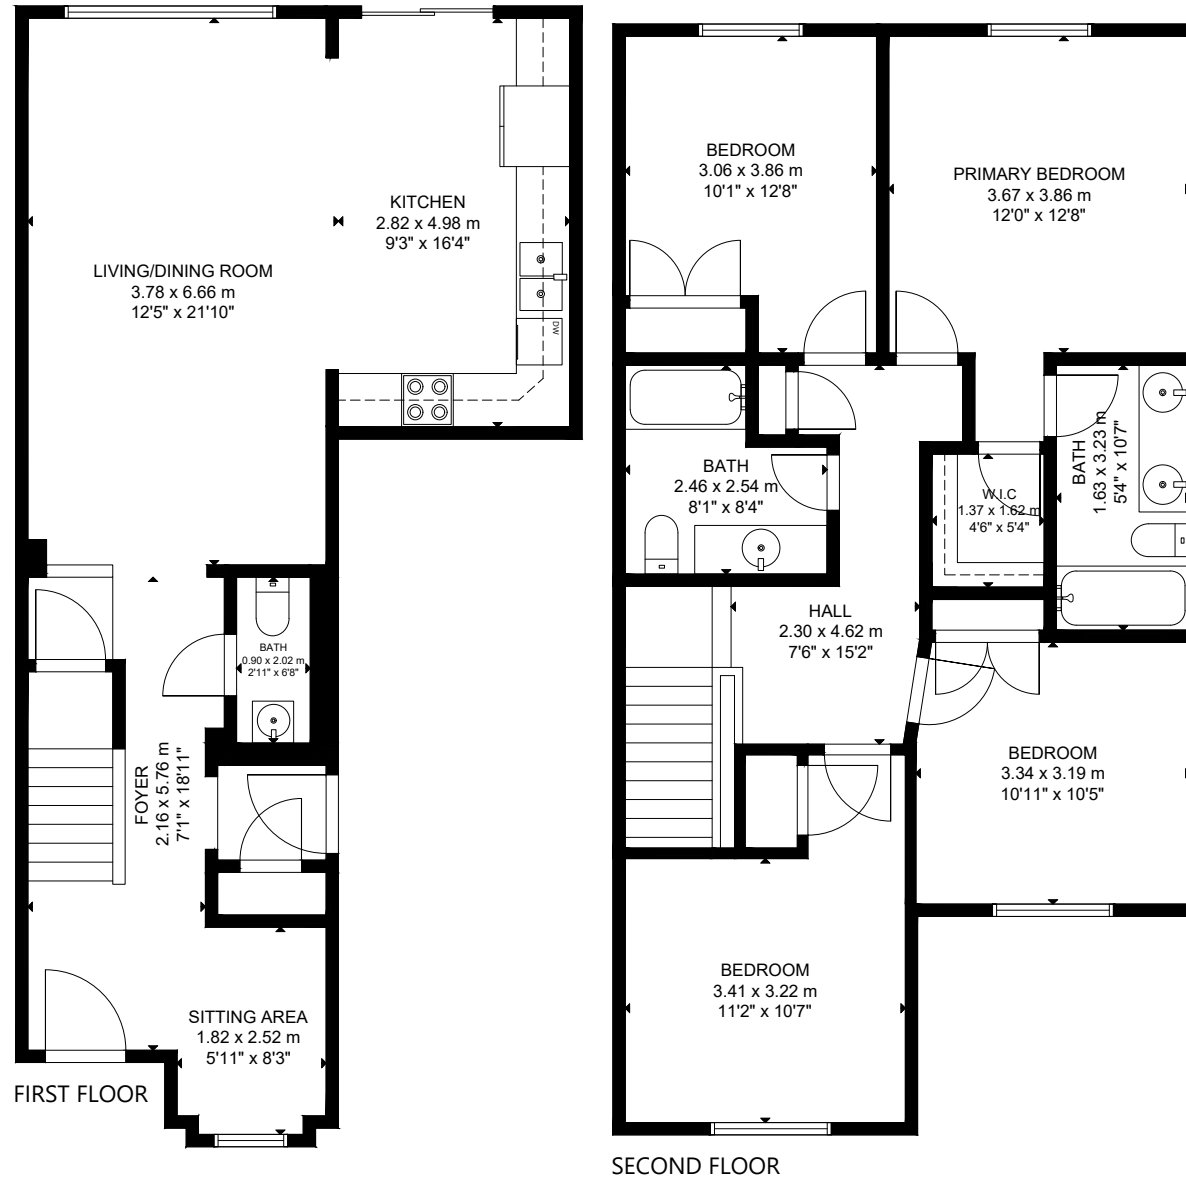 LIVING/DINING ROOM
3.78 x 6.66 m
12'5" x 21'10"
KITCHEN
2.82 x 4.98 m
9'3" x 16'4"
DW
BATH
0.90 x 2.02 m
2'11" x 6'8"
FOYER
2.16 x 5.76 m
7'1" x 18'11"
SITTING AREA
1.82 x 2.52 m
5'11" x 8'3"
FIRST FLOOR
BEDROOM
3.06 x 3.86 m
10'1" x 12'8"
PRIMARY BEDROOM
3.67 x 3.86 m
12'0" x 12'8"
BATH
2.46 x 2.54 m
8'1" x 8'4"
W.I.C
1.37 x 1.62 m
4'6" x 5'4"
BATH
1.63 x 3.23 m
5'4" x 10'7"
HALL
2.30 x 4.62 m
7'6" x 15'2"
BEDROOM
3.34 x 3.19 m
10'11" x 10'5"
BEDROOM
3.41 x 3.22 m
11'2" x 10'7"
SECOND FLOOR